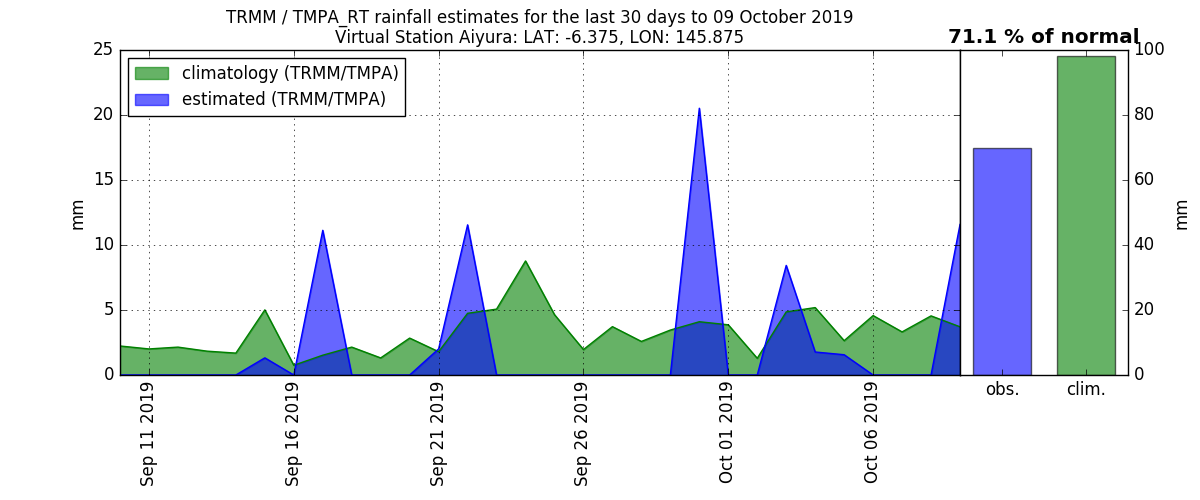 TRMM / TMPA_RT rainfall estimates for the last 30 days to 09 October 2019
Virtual Station Aiyura: LAT: -6.375, LON: 145.875
71.1 % of normal
climatology (TRMM/TMPA)
estimated (TRMM/TMPA)
25
20
15
10
5
0
mm
Sep 11 2019
Sep 16 2019
Sep 21 2019
Sep 26 2019
Oct 01 2019
Oct 06 2019
100
80
60
40
20
0
mm
obs.
clim.